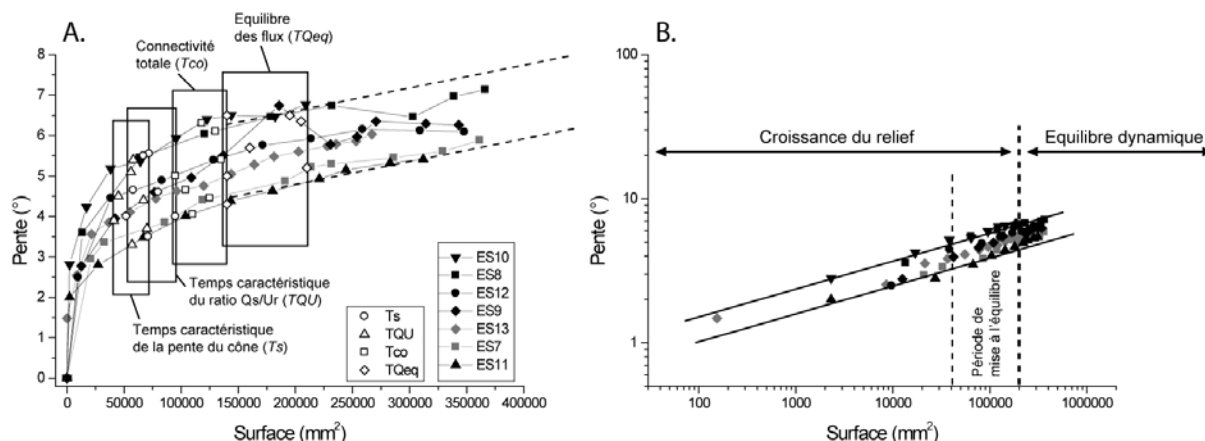 A.
Equilibre
des flux (TQeq)
Connectivité
totale (Tco)
Temps caractéristique
du ratio Qs/Ur (TQU)
Temps caractéristique
de la pente du cône (Ts)
Ts
TQU
Tco
TQeq
ES10
ES8
ES12
ES9
ES13
ES7
ES11
Pente (°)
8
7
6
5
4
3
2
1
0
0 50000 100000 150000 200000 250000 300000 350000 400000
Surface (mm²)
B.
Croissance du relief
Equilibre dynamique
Période de
mise à l'équilibre
Pente (°)
100
10
1
100 1000 10000 100000 1000000
Surface (mm²)